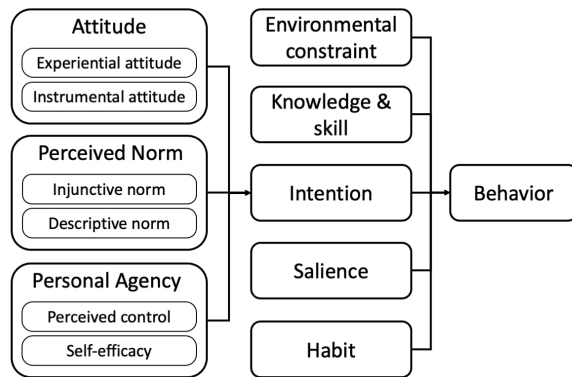 Attitude
Experiential attitude
Instrumental attitude
Perceived Norm
Injunctive norm
Descriptive norm
Personal Agency
Perceived control
Self-efficacy
Environmental
constraint
Knowledge &
skill
Intention
Salience
Habit
Behavior